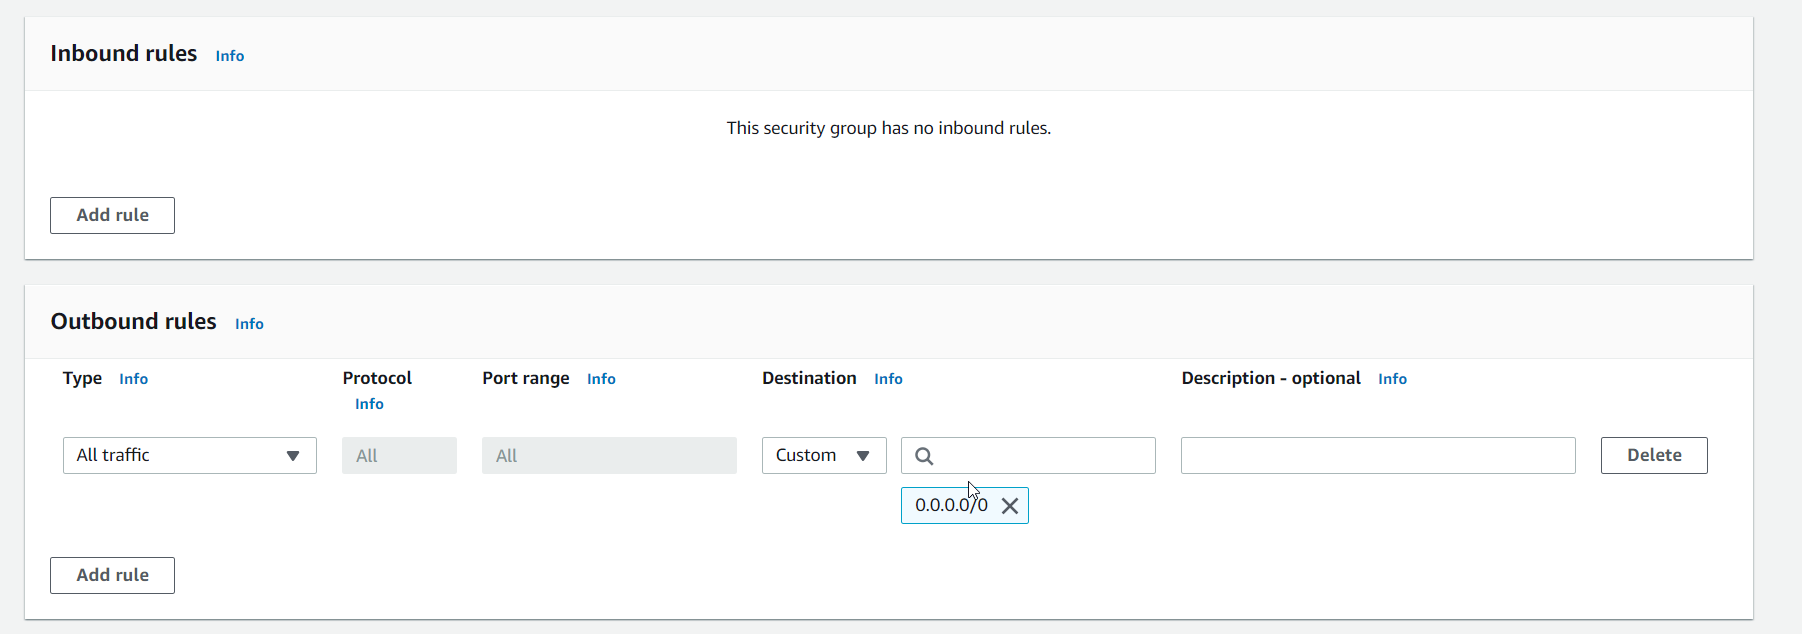 Inbound rules Info
This security group has no inbound rules.
Add rule
Outbound rules Info
Type Info Protocol Info Port range Info Destination Info Description - optional Info
All traffic All All Custom Delete
0.0.0.0/0
Add rule